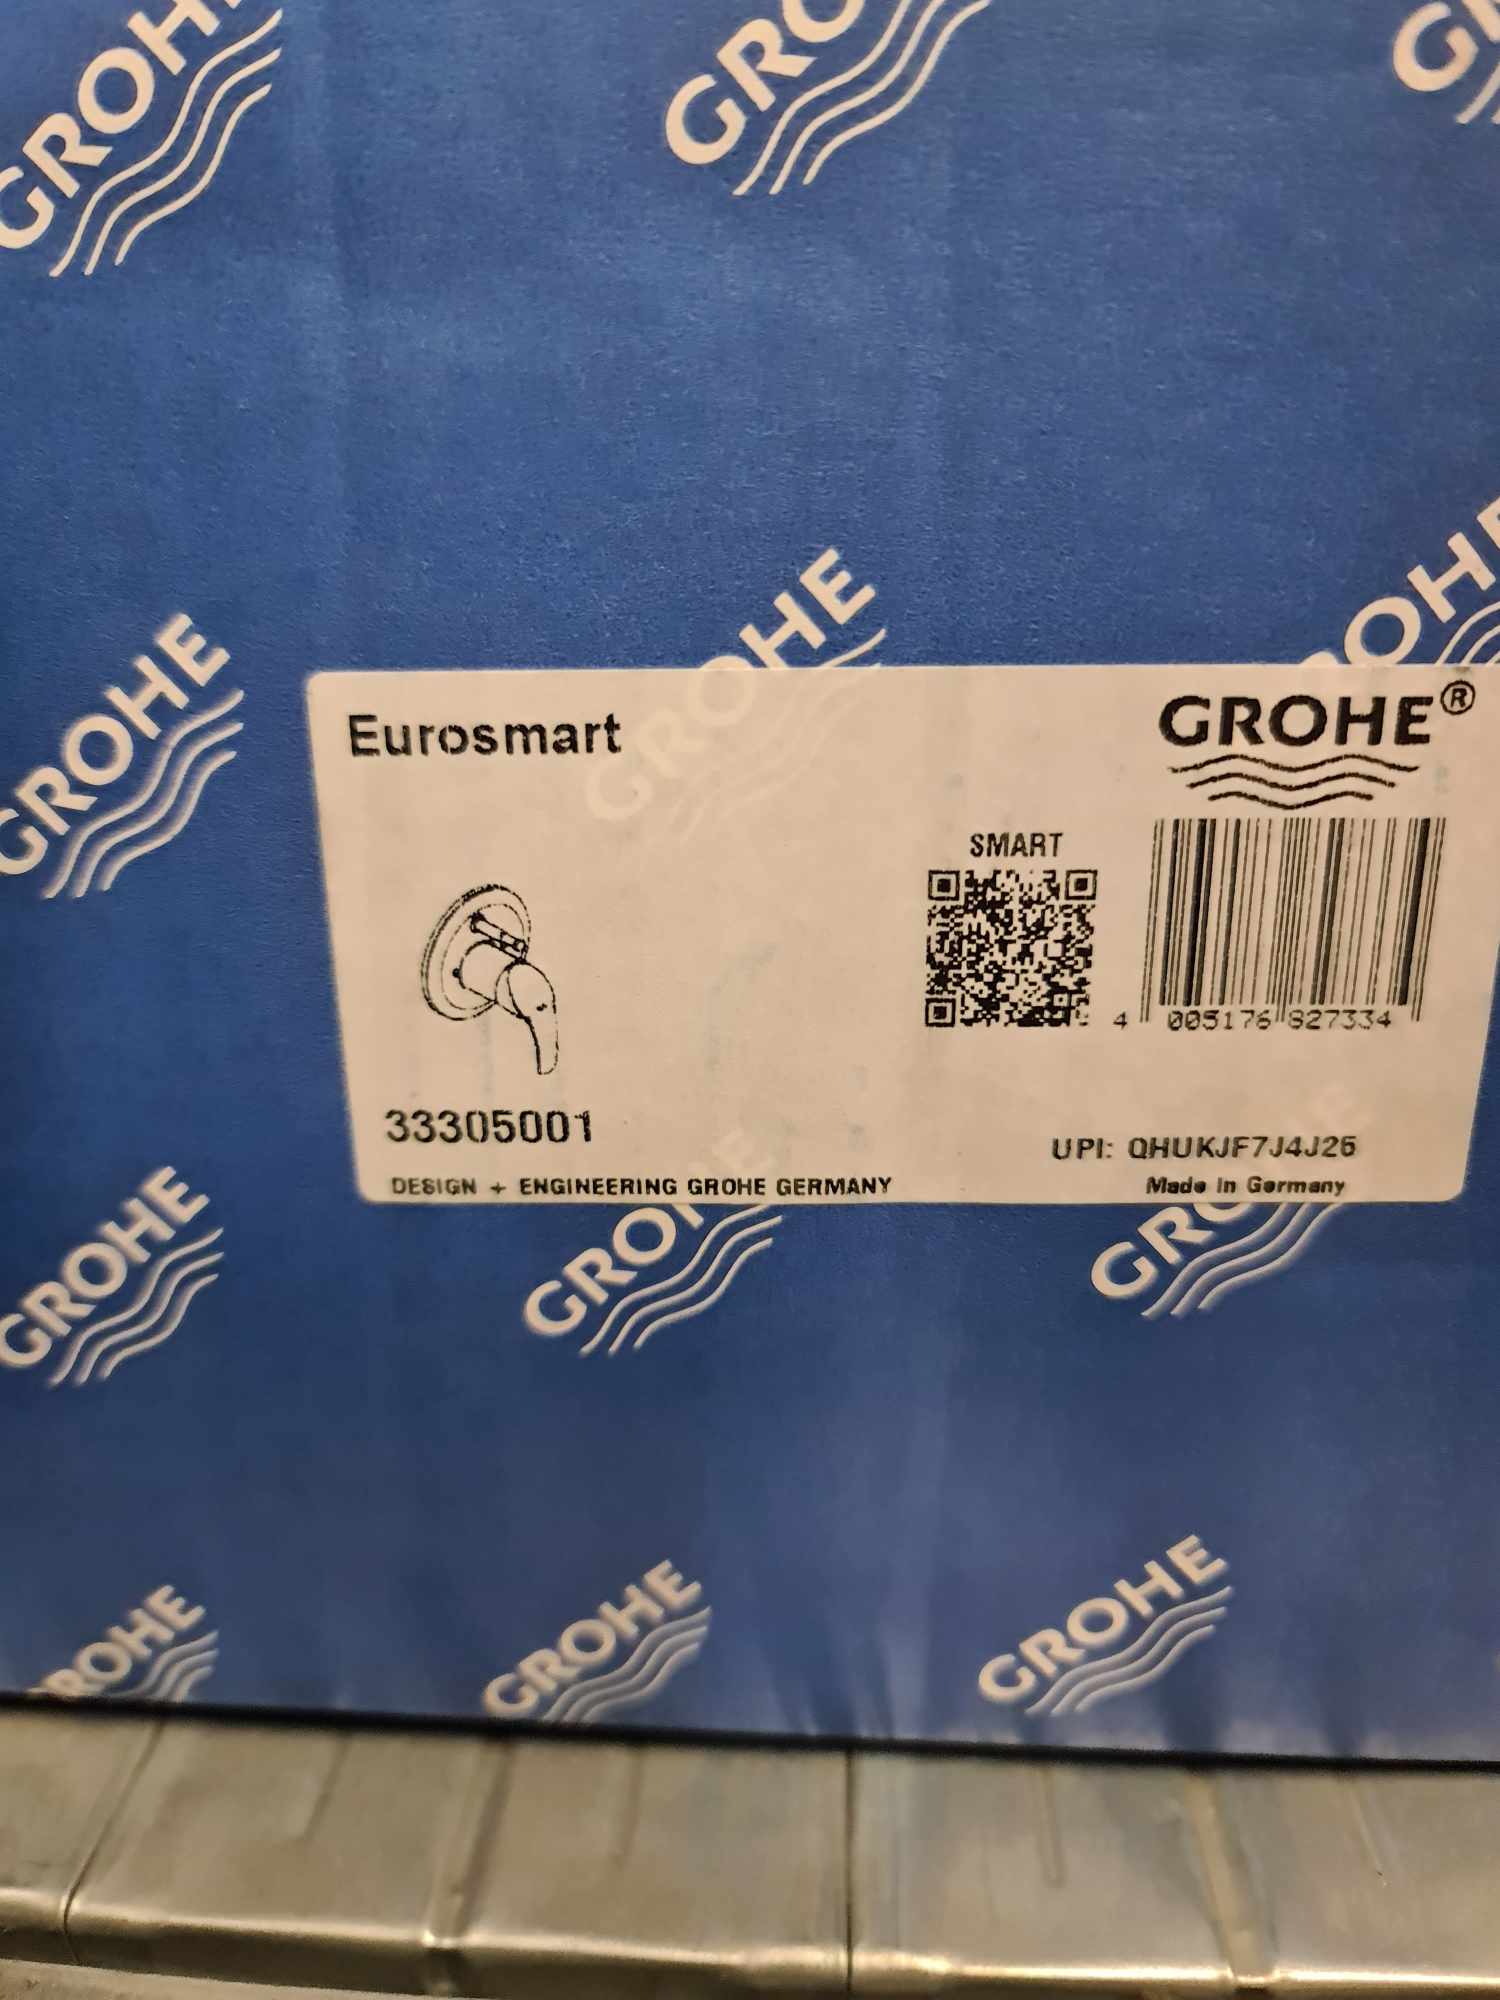 GROHE
GROHE
GROHE
GROHE
GROHE
Eurosmart
GROHE®
SMART
4 005176 827334
33305001
UPI: QHUKJF7J4J26
DESIGN + ENGINEERING GROHE GERMANY
Made in Germany
GROHE
GROHE
GROHE
GROHE
GROHE
GROHE